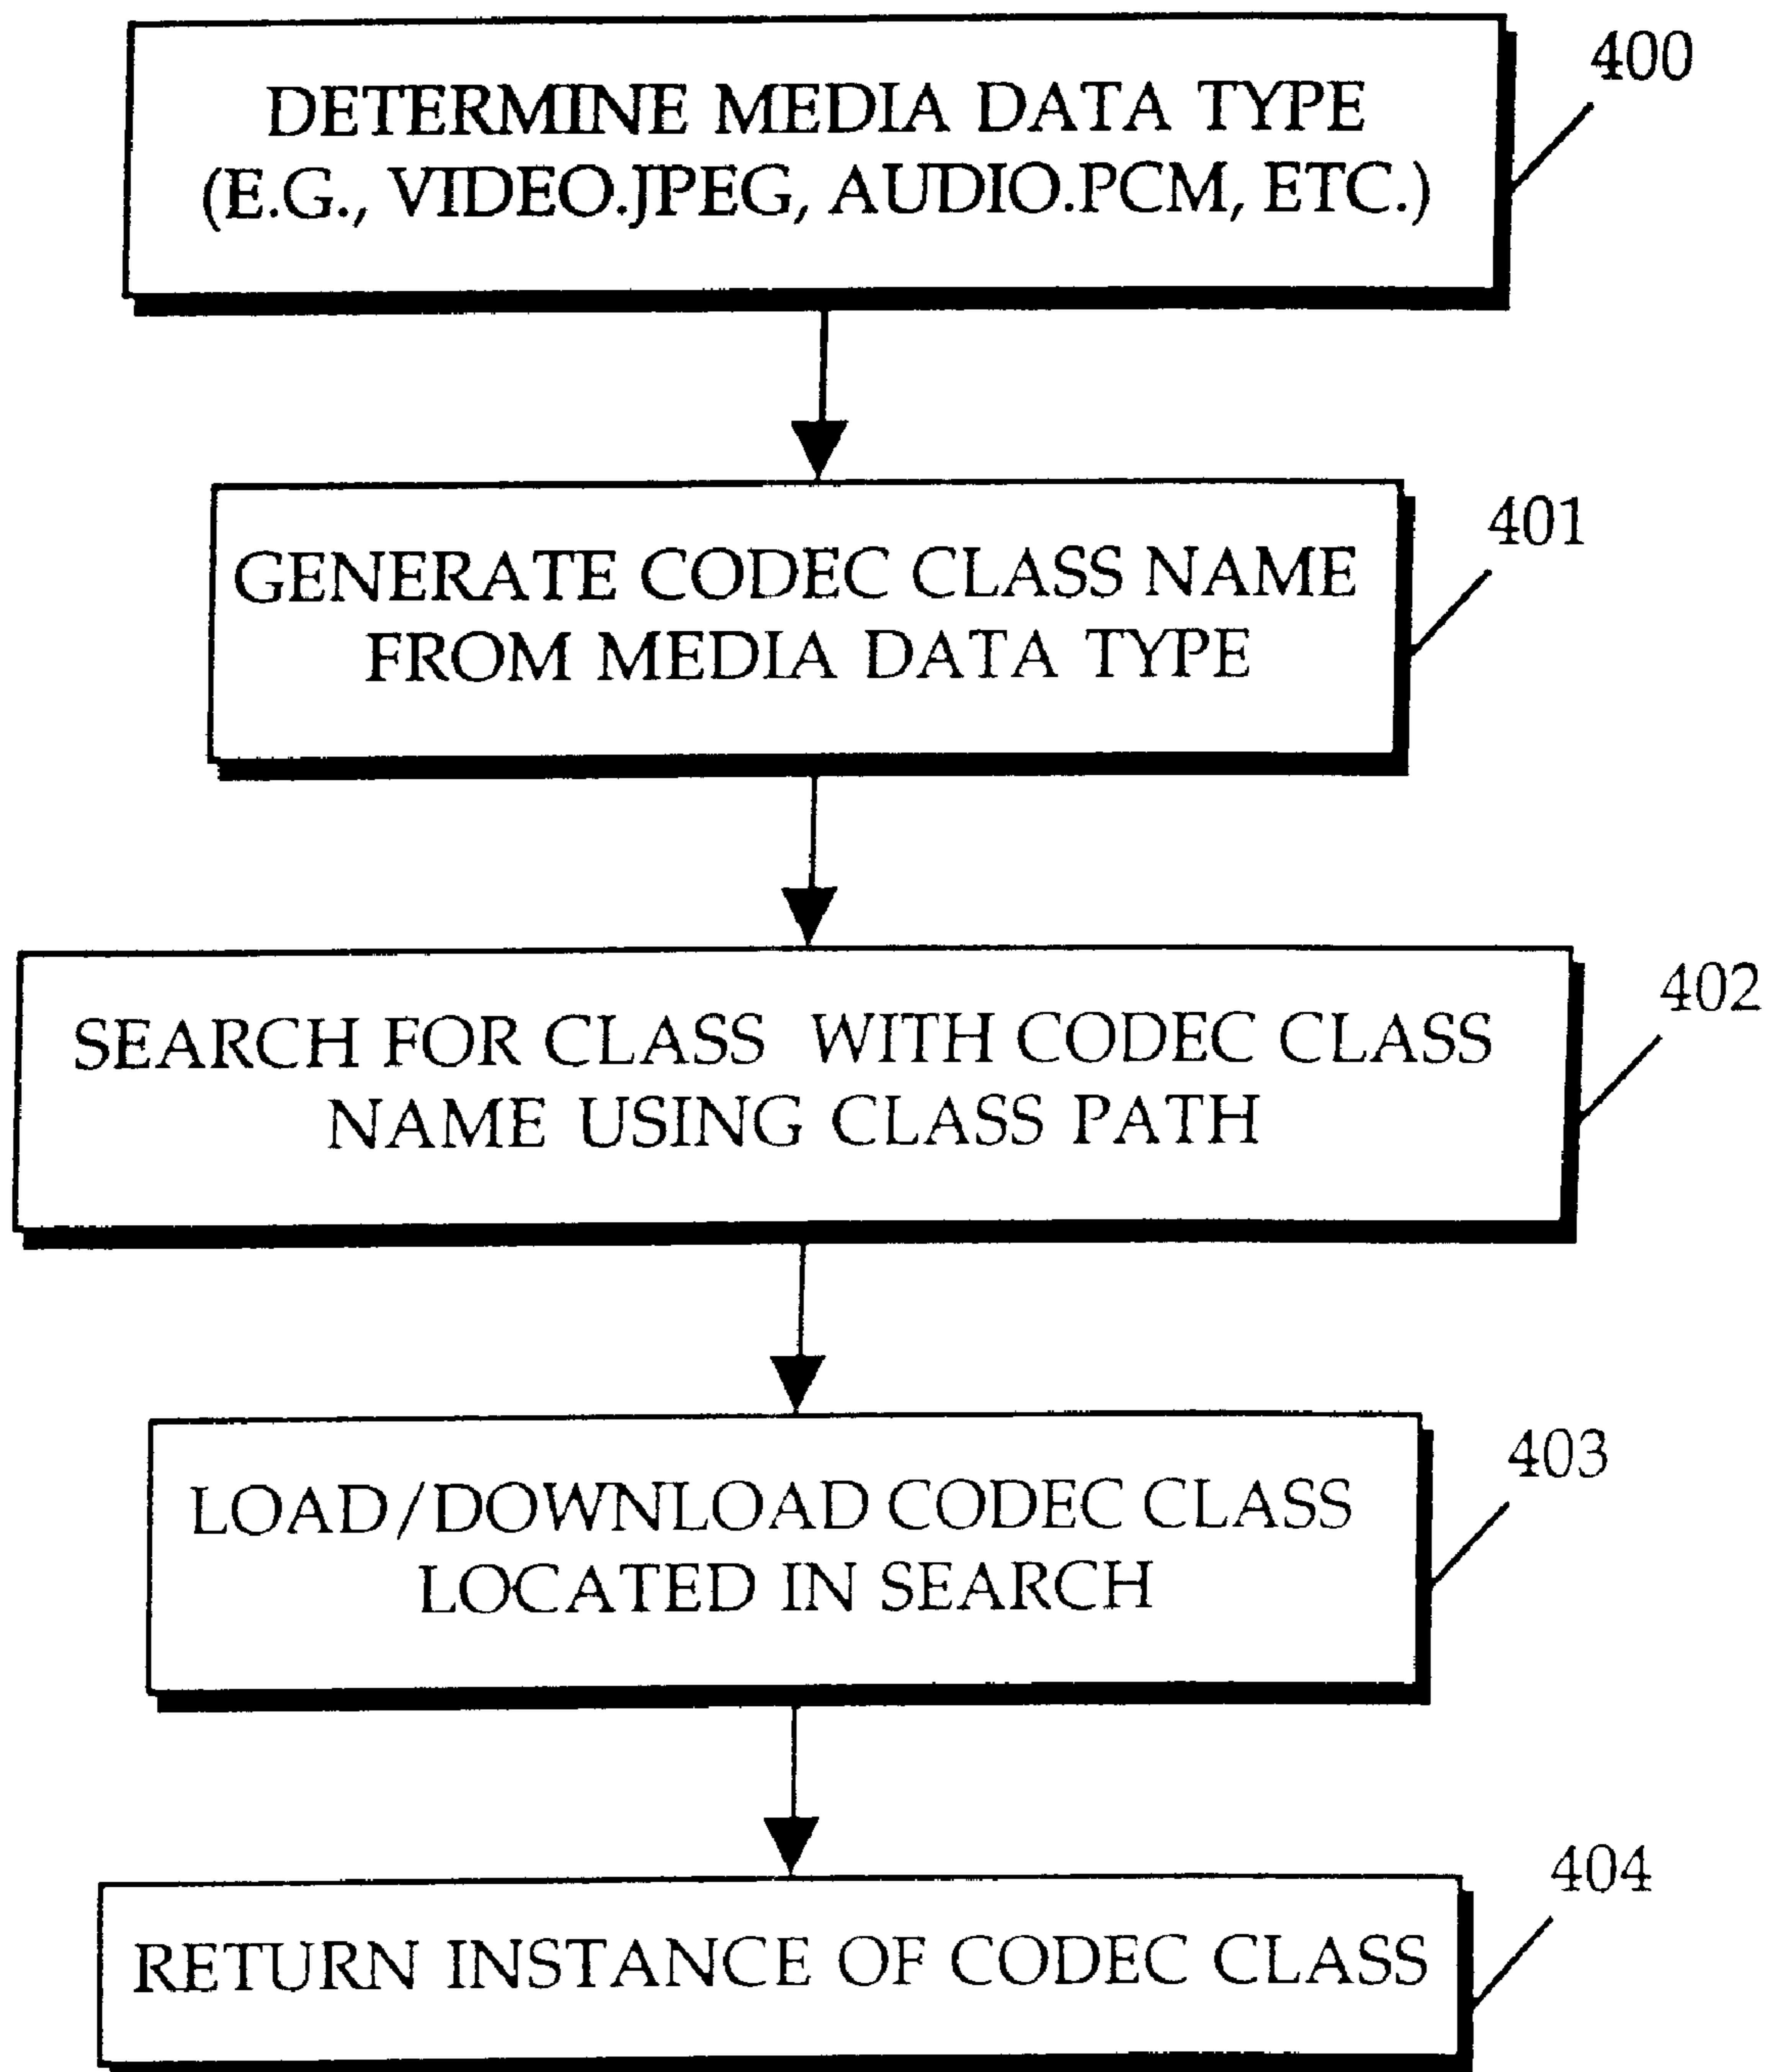 400
DETERMINE MEDIA DATA TYPE
(E.G., VIDEO.JPEG, AUDIO.PCM, ETC.)
401
GENERATE CODEC CLASS NAME
FROM MEDIA DATA TYPE
402
SEARCH FOR CLASS WITH CODEC CLASS
NAME USING CLASS PATH
403
LOAD/DOWNLOAD CODEC CLASS
LOCATED IN SEARCH
404
RETURN INSTANCE OF CODEC CLASS